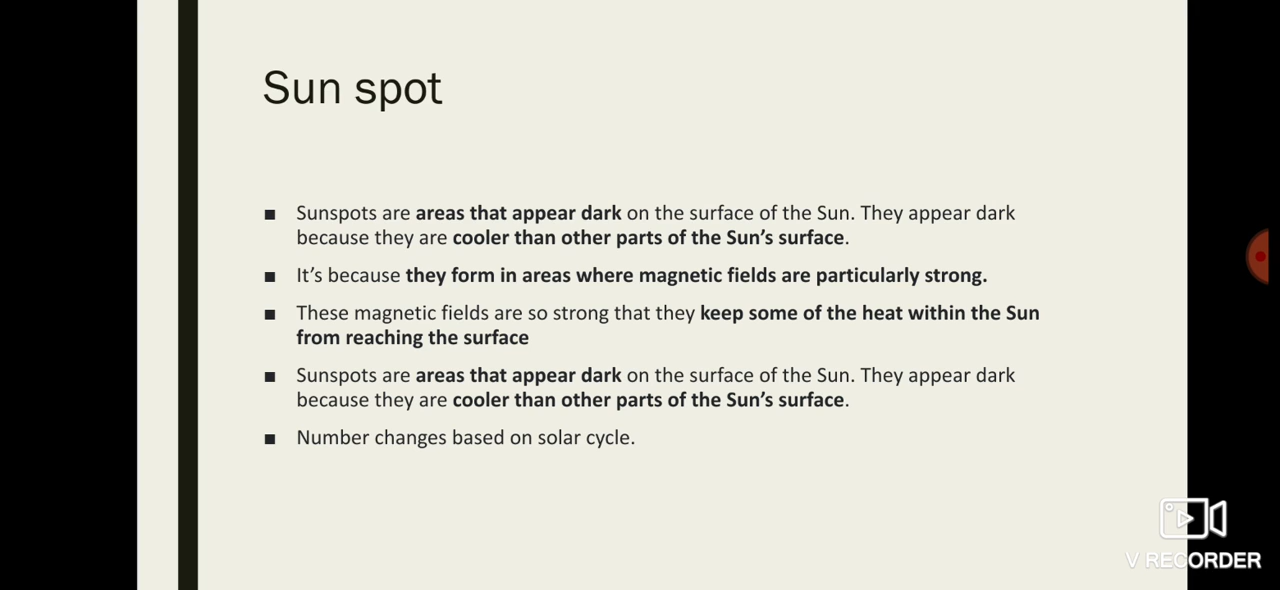 Sun spot
▪ Sunspots are areas that appear dark on the surface of the Sun. They appear dark
because they are cooler than other parts of the Sun’s surface.
▪ It’s because they form in areas where magnetic fields are particularly strong.
▪ These magnetic fields are so strong that they keep some of the heat within the Sun
from reaching the surface
▪ Sunspots are areas that appear dark on the surface of the Sun. They appear dark
because they are cooler than other parts of the Sun’s surface.
▪ Number changes based on solar cycle.
V RECORDER